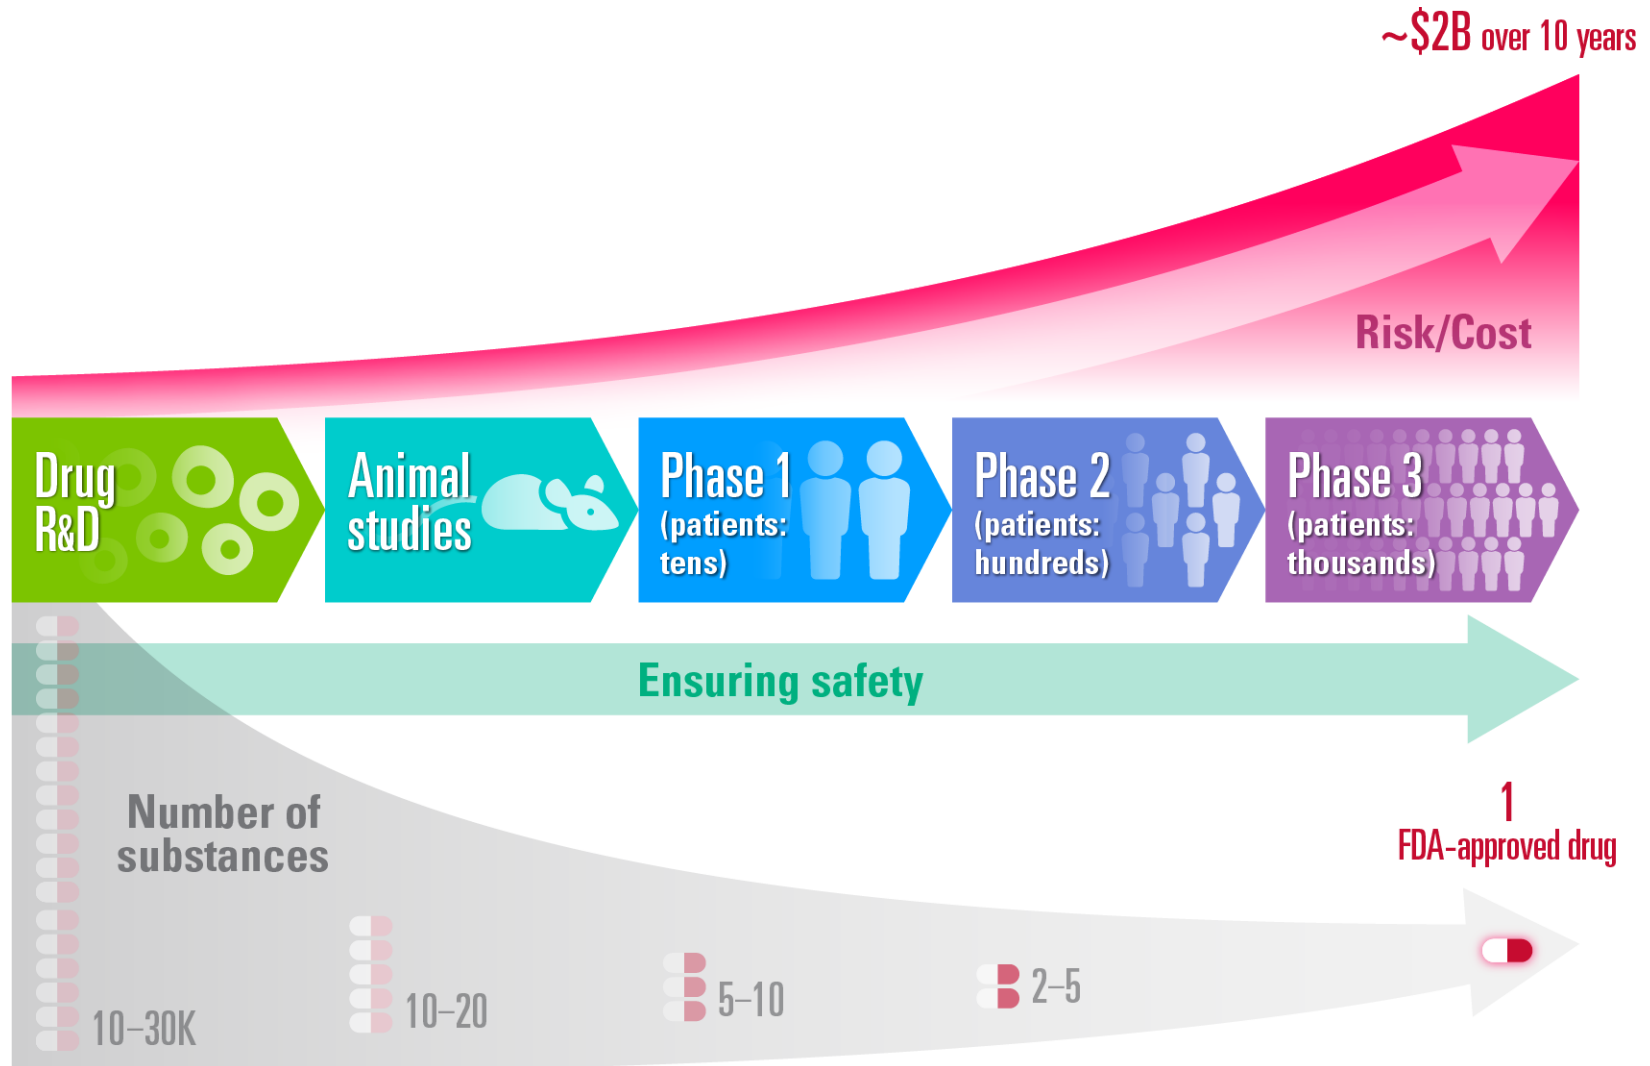 ~$2B over 10 years
Risk/Cost
Drug
R&D
Animal
studies
Phase 1
(patients:
tens)
Phase 2
(patients:
hundreds)
Phase 3
(patients:
thousands)
Ensuring safety
Number of
substances
1
FDA-approved drug
10–30K
10–20
5–10
2–5